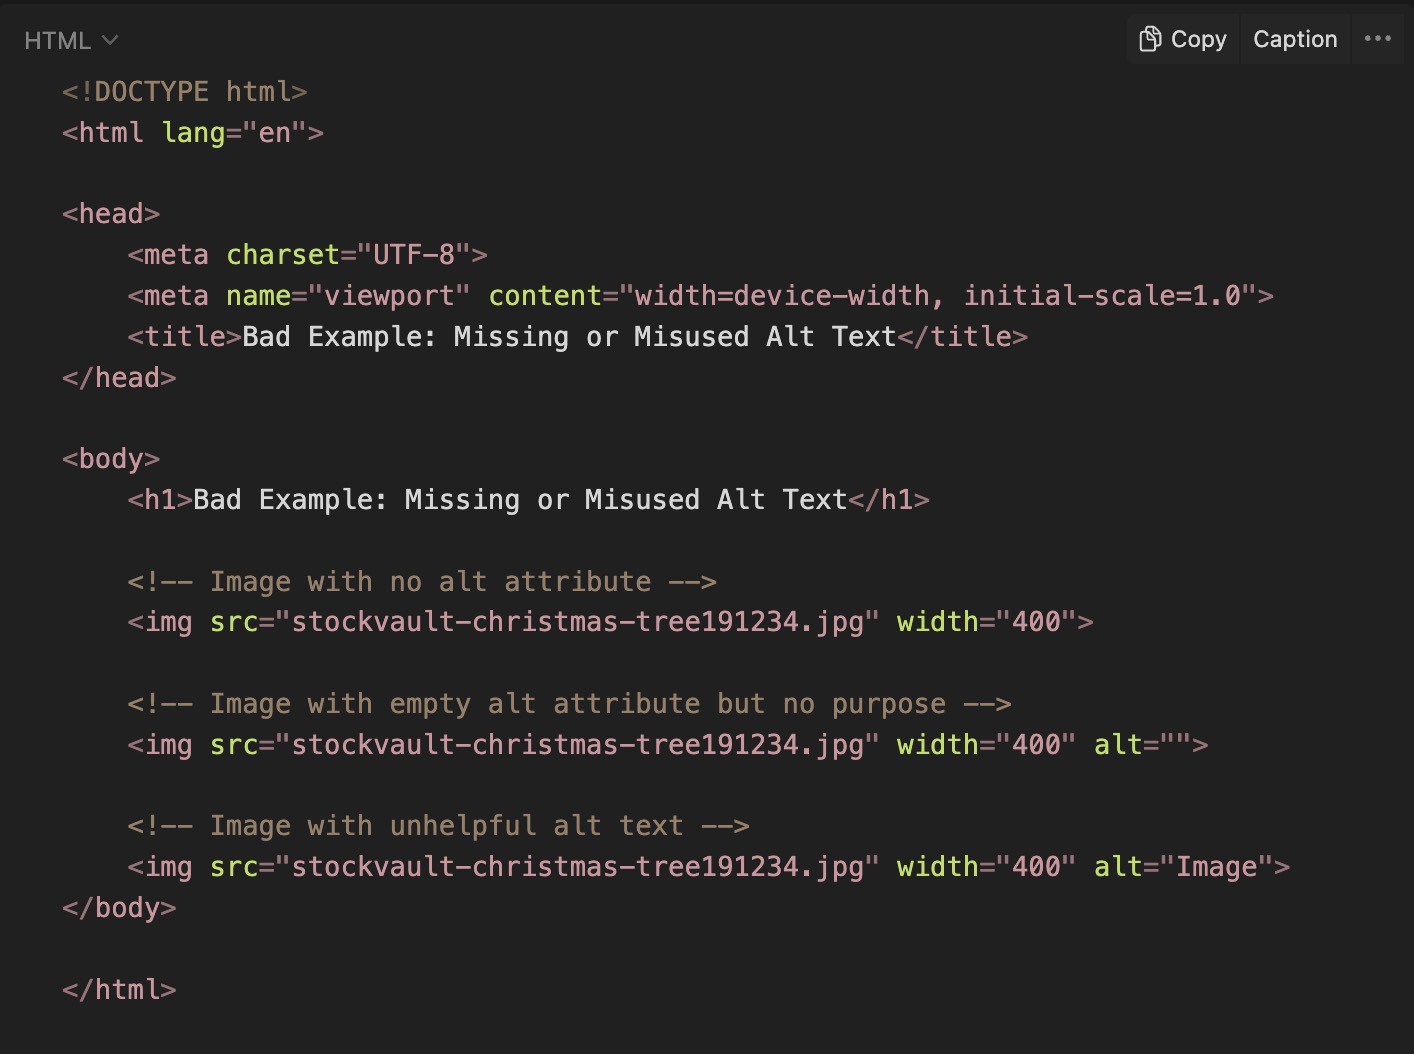 HTML
Copy
Caption
<!DOCTYPE html>
<html lang="en">
<head>
    <meta charset="UTF-8">
    <meta name="viewport" content="width=device-width, initial-scale=1.0">
    <title>Bad Example: Missing or Misused Alt Text</title>
</head>
<body>
    <h1>Bad Example: Missing or Misused Alt Text</h1>
    <!-- Image with no alt attribute -->
    <img src="stockvault-christmas-tree191234.jpg" width="400">
    <!-- Image with empty alt attribute but no purpose -->
    <img src="stockvault-christmas-tree191234.jpg" width="400" alt="">
    <!-- Image with unhelpful alt text -->
    <img src="stockvault-christmas-tree191234.jpg" width="400" alt="Image">
</body>
</html>